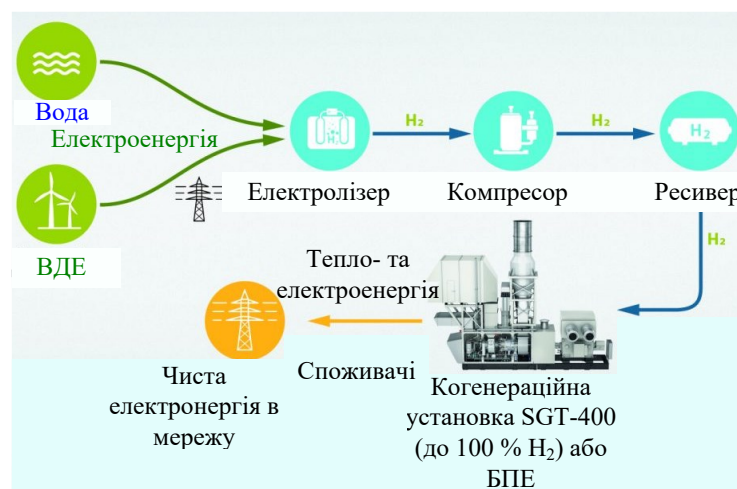 Вода
Електроенергія
ВДЕ
H₂
H₂
H₂
Електролізер
Компресор
Ресивер
H₂
Тепло- та
електроенергія
Споживачі
Чиста
електронергія в
мережу
Когенераційна
установка SGT-400
(до 100 % H₂) або
БПЕ